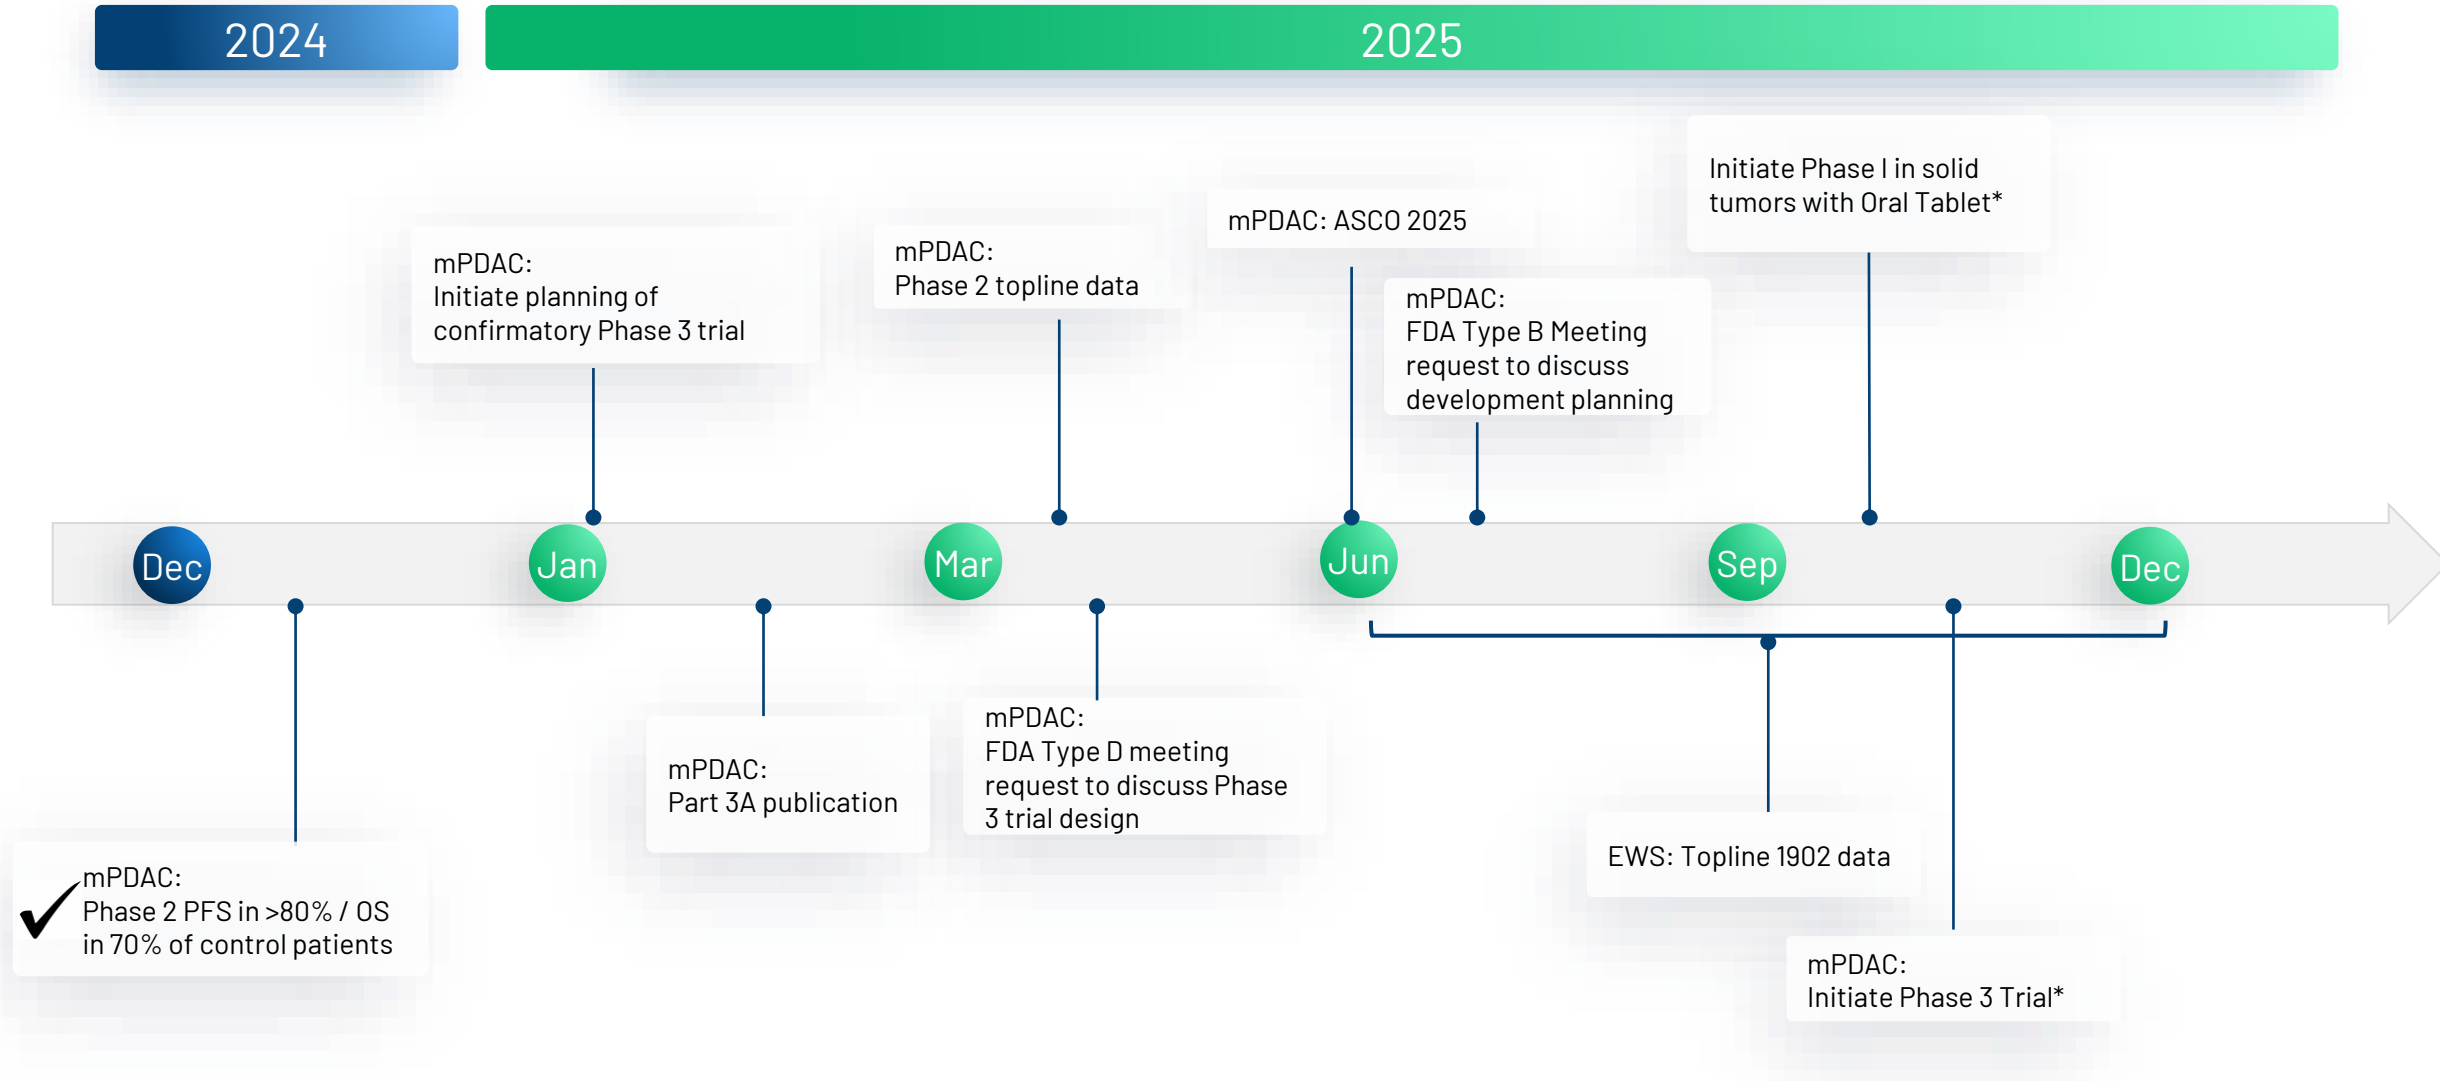 2024
2025
Initiate Phase I in solid
tumors with Oral Tablet*
mPDAC: ASCO 2025
mPDAC:
Phase 2 topline data
mPDAC:
Initiate planning of
confirmatory Phase 3 trial
mPDAC:
FDA Type B Meeting
request to discuss
development planning
Dec
Jan
Mar
Jun
Sep
Dec
mPDAC:
Phase 2 PFS in >80% / OS
in 70% of control patients
mPDAC:
Part 3A publication
mPDAC:
FDA Type D meeting
request to discuss Phase
3 trial design
EWS: Topline 1902 data
mPDAC:
Initiate Phase 3 Trial*